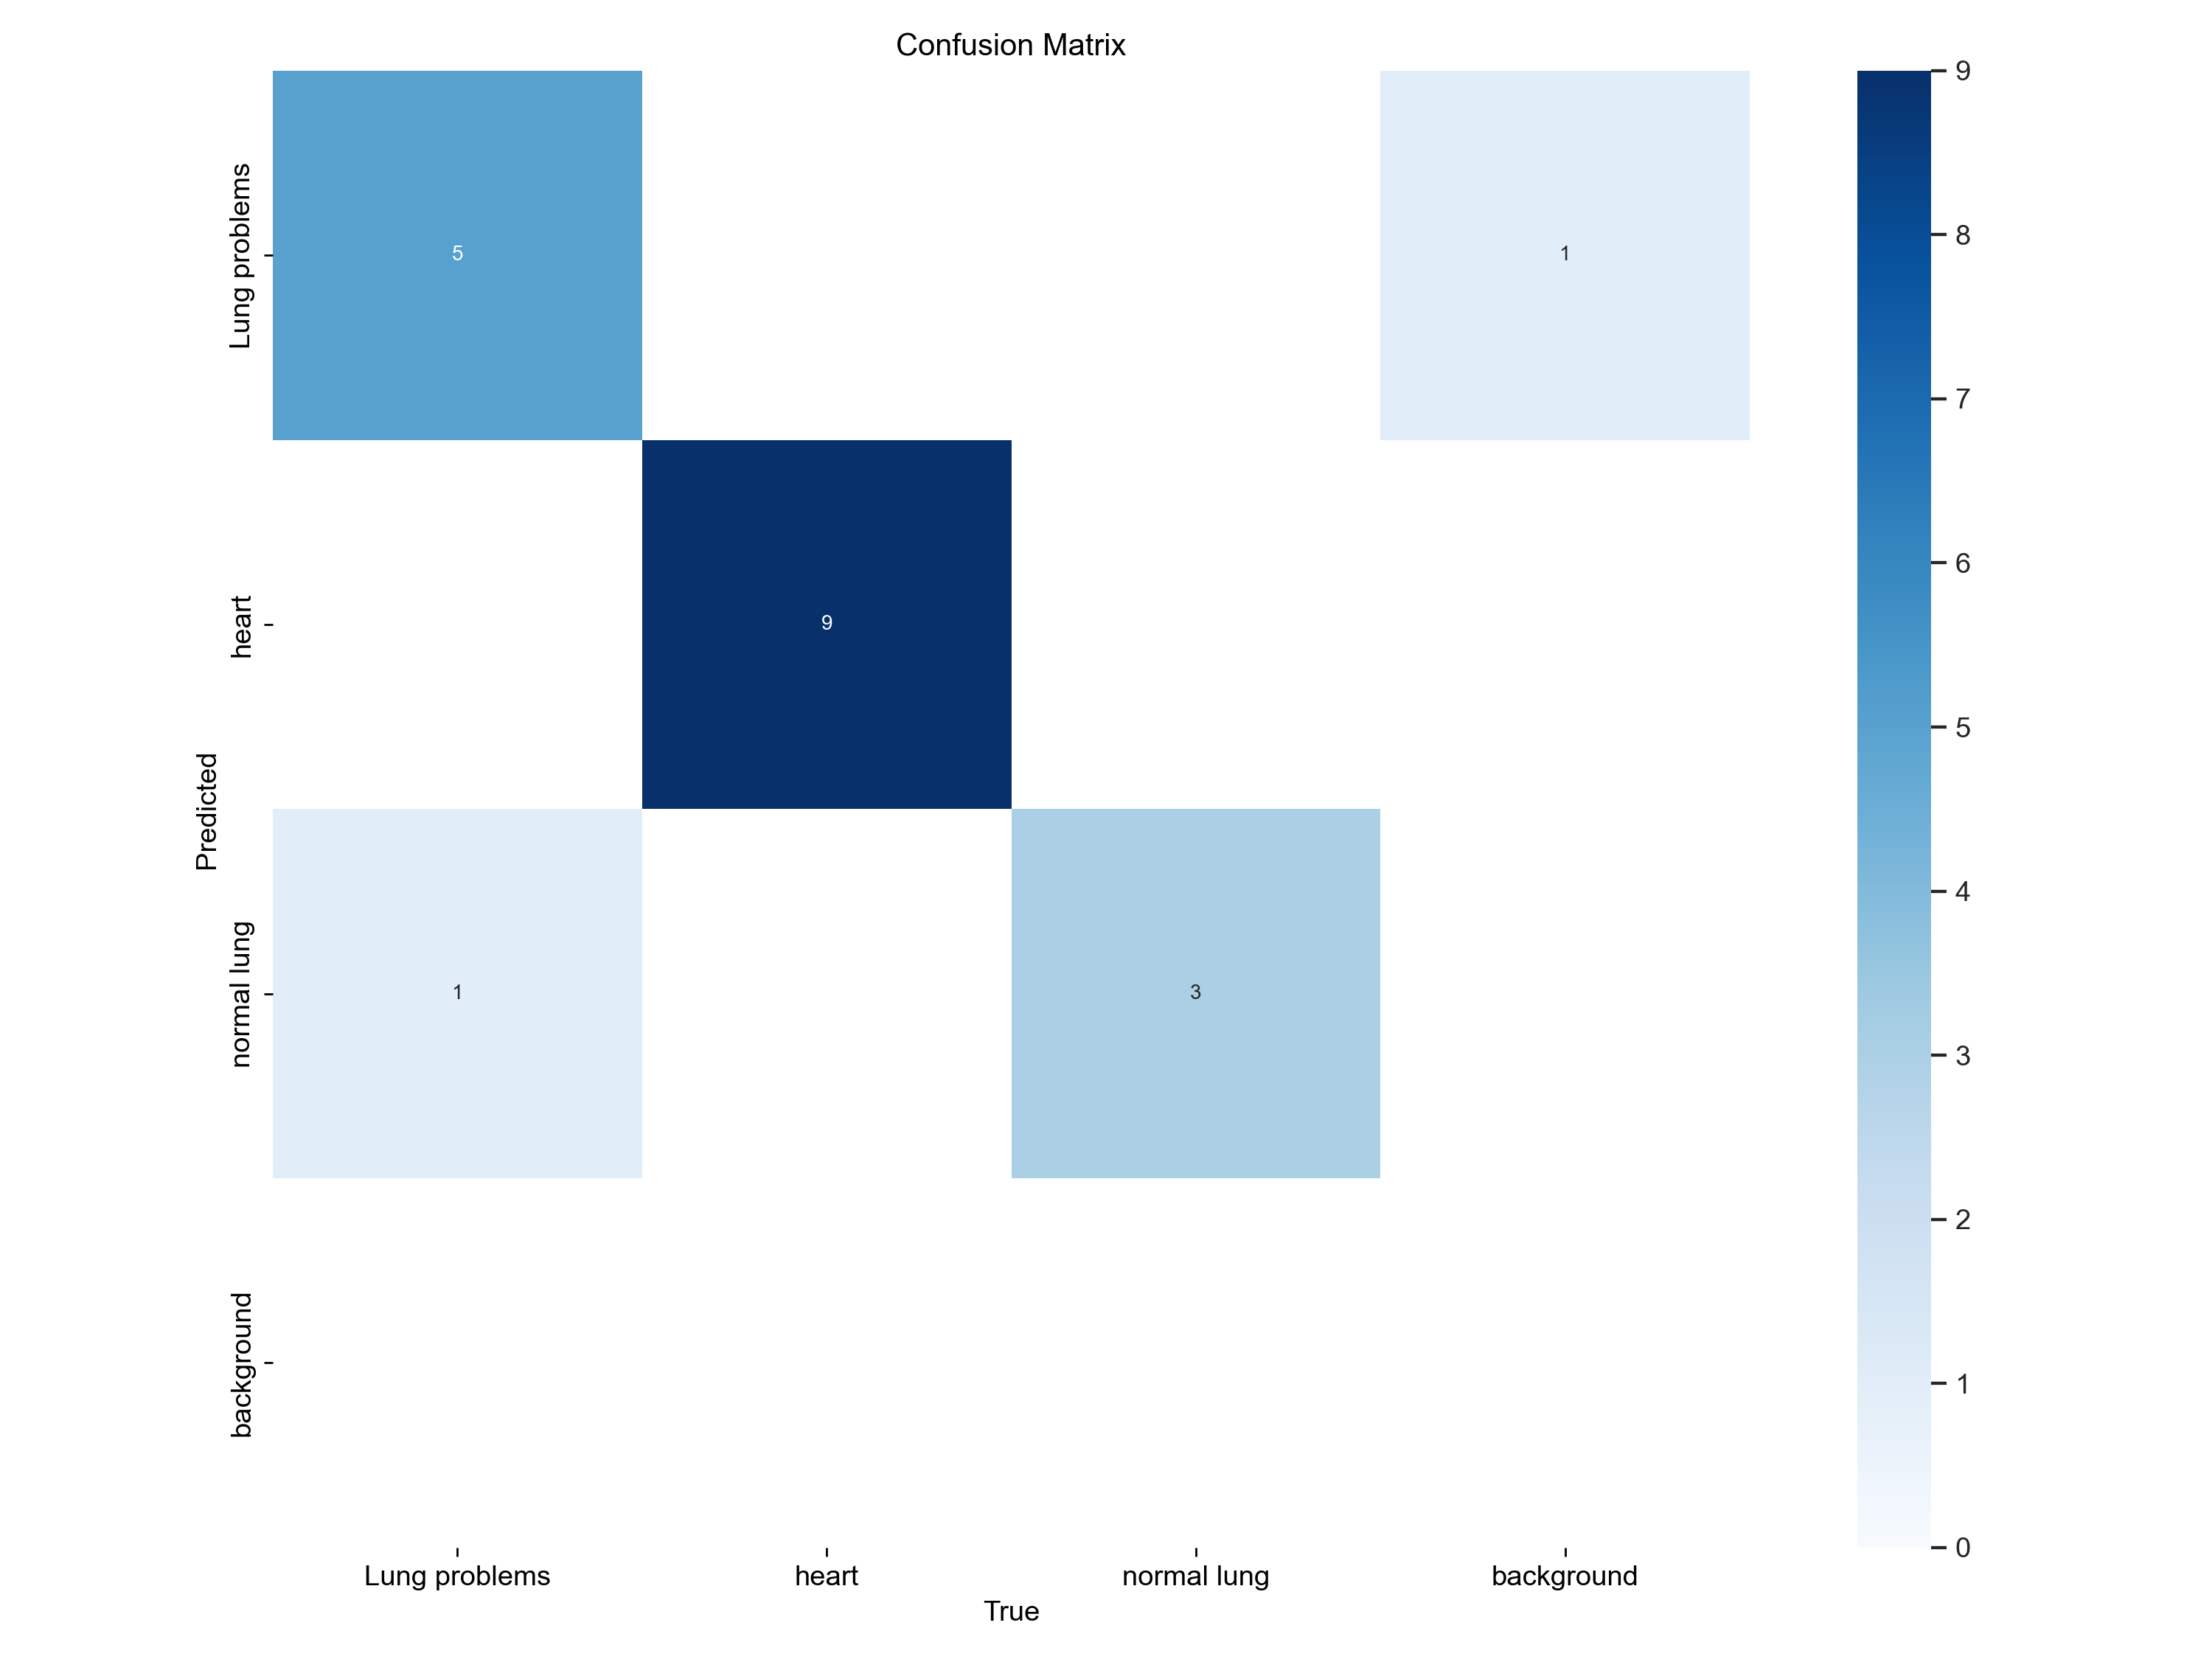 Confusion Matrix
Lung problems
heart
normal lung
background
Predicted
5
1
9
1
3
Lung problems
heart
normal lung
background
True
9
8
7
6
5
4
3
2
1
0